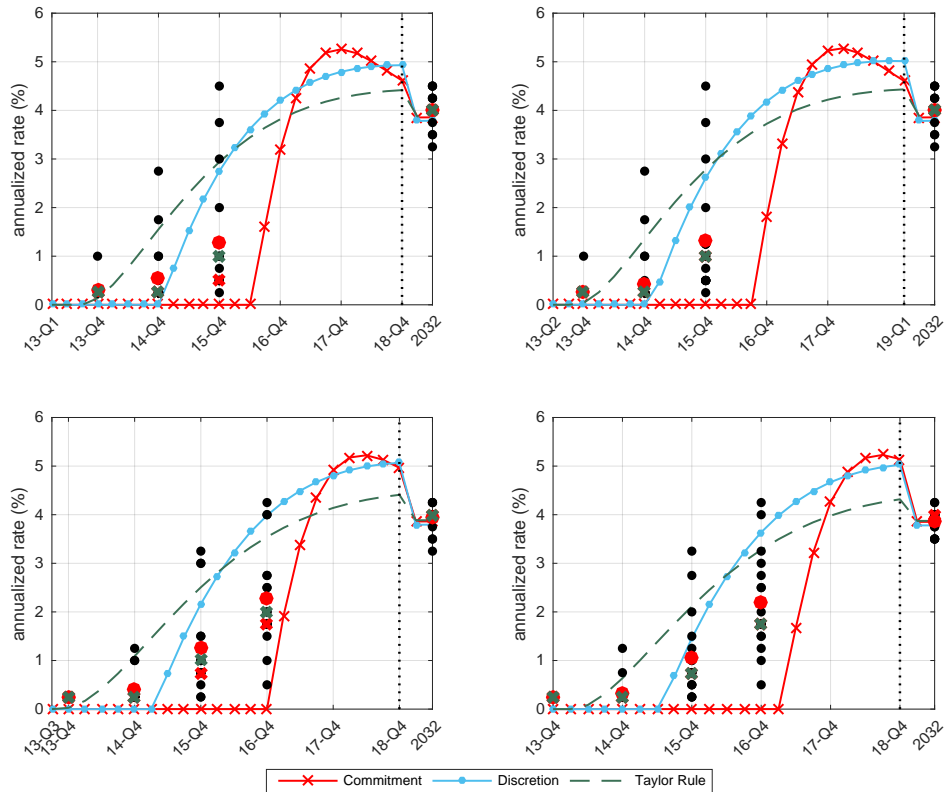 6 6
5 5
4 4
3 3
2 2
1 1
0 0
annualized rate (%) annualized rate (%)
13-Q1 13-Q4 14-Q4 15-Q4 16-Q4 17-Q4 18-Q4 2032
13-Q2 13-Q4 14-Q4 15-Q4 16-Q4 17-Q4 19-Q1 2032
6 6
5 5
4 4
3 3
2 2
1 1
0 0
annualized rate (%) annualized rate (%)
13-Q3 13-Q4 14-Q4 15-Q4 16-Q4 17-Q4 18-Q4 2032
13-Q4 14-Q4 15-Q4 16-Q4 17-Q4 18-Q4 2032
Commitment Discretion Taylor Rule